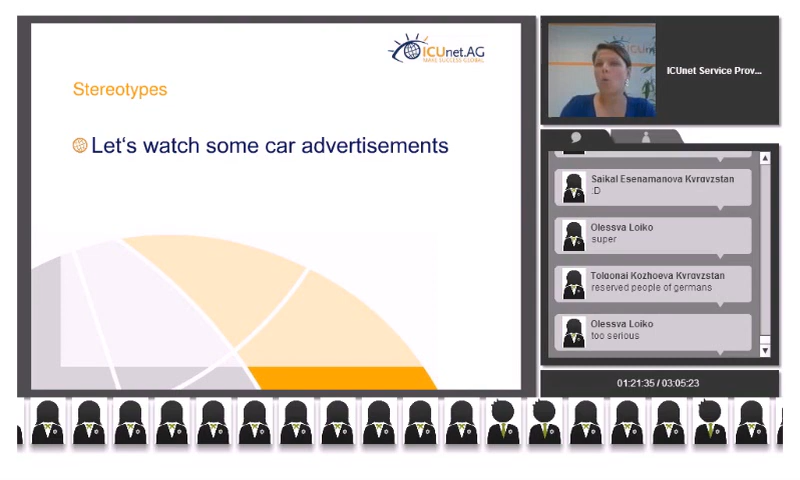 ICUnet.AG
MAKE SUCCESS GLOBAL.
Stereotypes
Let's watch some car advertisements
ICUnet Service Prov...
Saikal Esenamanova Kyrgyzstan
:D
Olessya Loiko
super
Tolgonai Kozhoeva Kyrgyzstan
reserved people of germans
Olessya Loiko
too serious
01:21:35 / 03:05:23